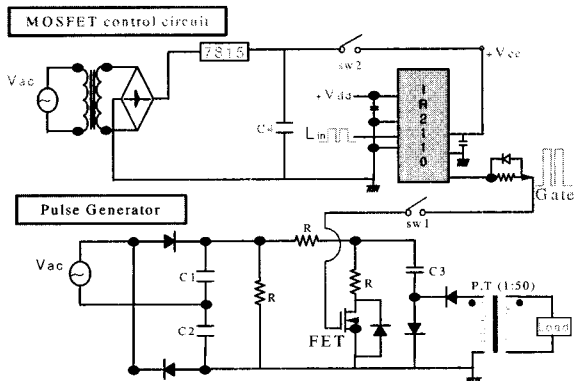 MOSFET control circuit
7815
Vac
sw2
+Vcc
+Vdd
IR2110
C4
Lin
Gate
Pulse Generator
sw1
R
Vac
C1
C3
R
R
P.T (1:50)
C2
FET
Load